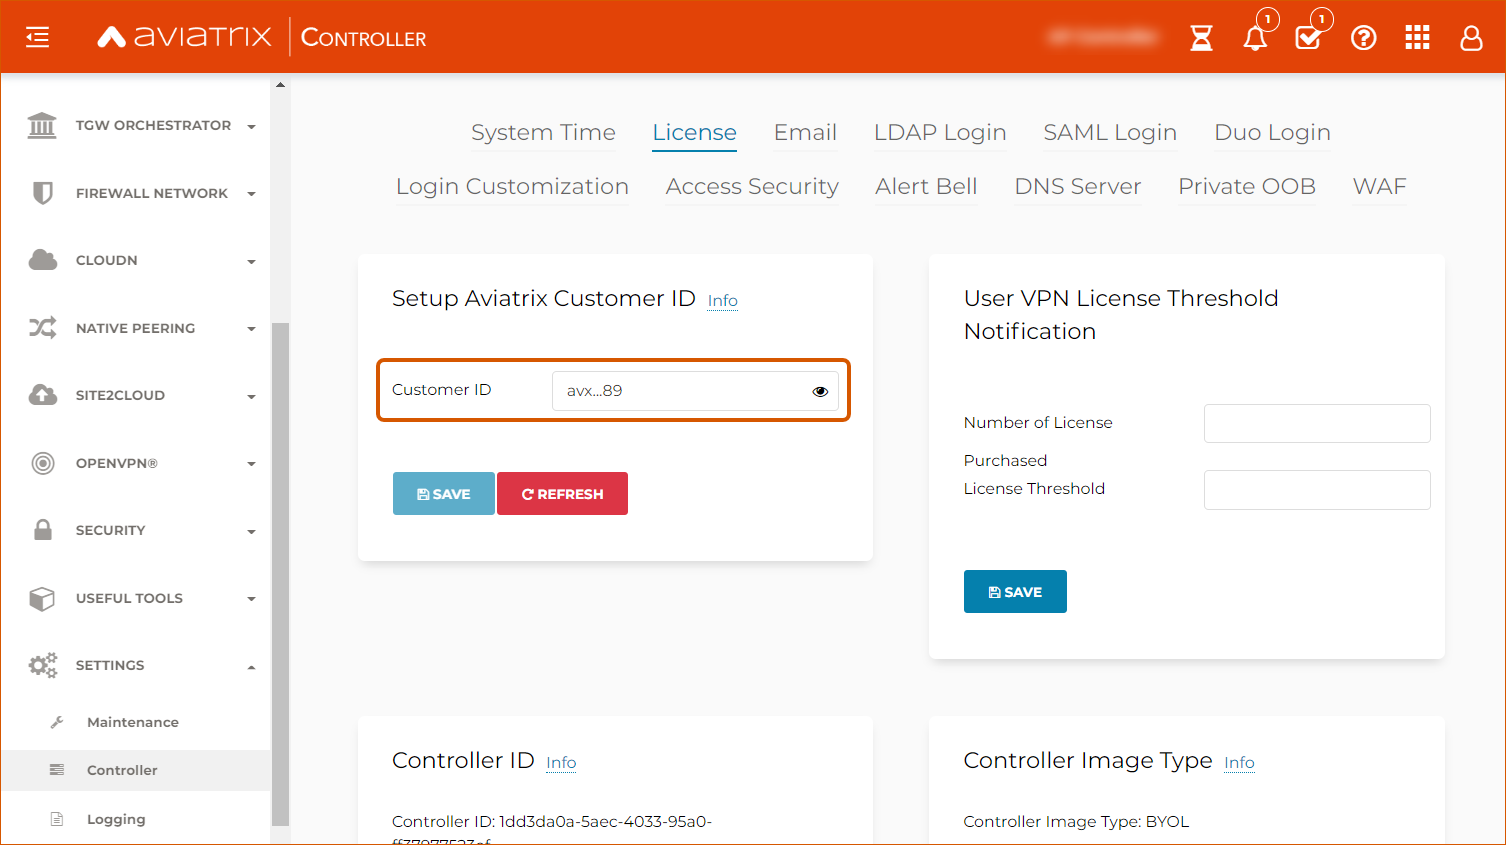 aviatrix CONTROLLER
1
1
TGW ORCHESTRATOR
FIREWALL NETWORK
CLOUDN
NATIVE PEERING
SITE2CLOUD
OPENVPN®
SECURITY
USEFUL TOOLS
SETTINGS
Maintenance
Controller
Logging
System Time License Email LDAP Login SAML Login Duo Login
Login Customization Access Security Alert Bell DNS Server Private OOB WAF
Setup Aviatrix Customer ID Info
Customer ID avx...89
SAVE REFRESH
User VPN License Threshold
Notification
Number of License
Purchased
License Threshold
SAVE
Controller ID Info
Controller ID: 1dd3da0a-5aec-4033-95a0-
Controller Image Type Info
Controller Image Type: BYOL